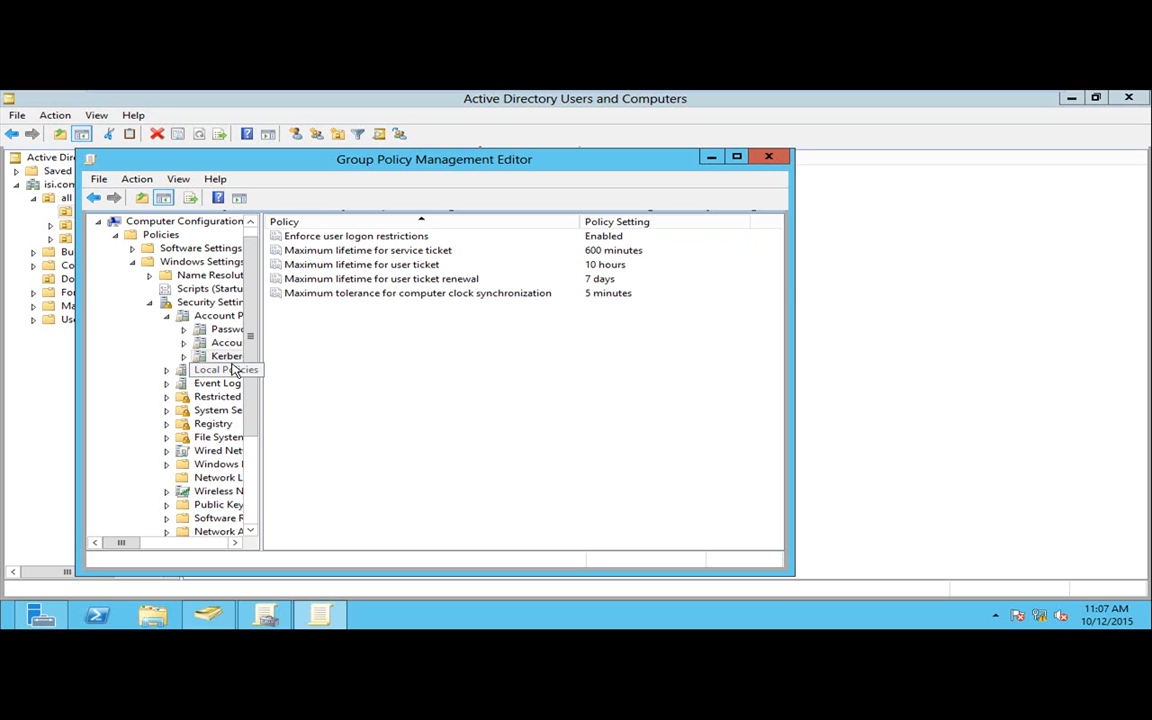 Active Directory Users and Computers
File Action View Help
Active Dir
Saved
isi.com
all
Bu
Co
Do
For
Ma
Use
Group Policy Management Editor
File Action View Help
Computer Configuration
Policies
Software Settings
Windows Settings
Name Resolut
Scripts (Startu
Security Settin
Account P
Passwo
Accou
Kerber
Local Policies
Event Log
Restricted
System Se
Registry
File System
Wired Net
Windows
Network L
Wireless N
Public Key
Software R
Network A
Policy Policy Setting
Enforce user logon restrictions Enabled
Maximum lifetime for service ticket 600 minutes
Maximum lifetime for user ticket 10 hours
Maximum lifetime for user ticket renewal 7 days
Maximum tolerance for computer clock synchronization 5 minutes
11:07 AM
10/12/2015